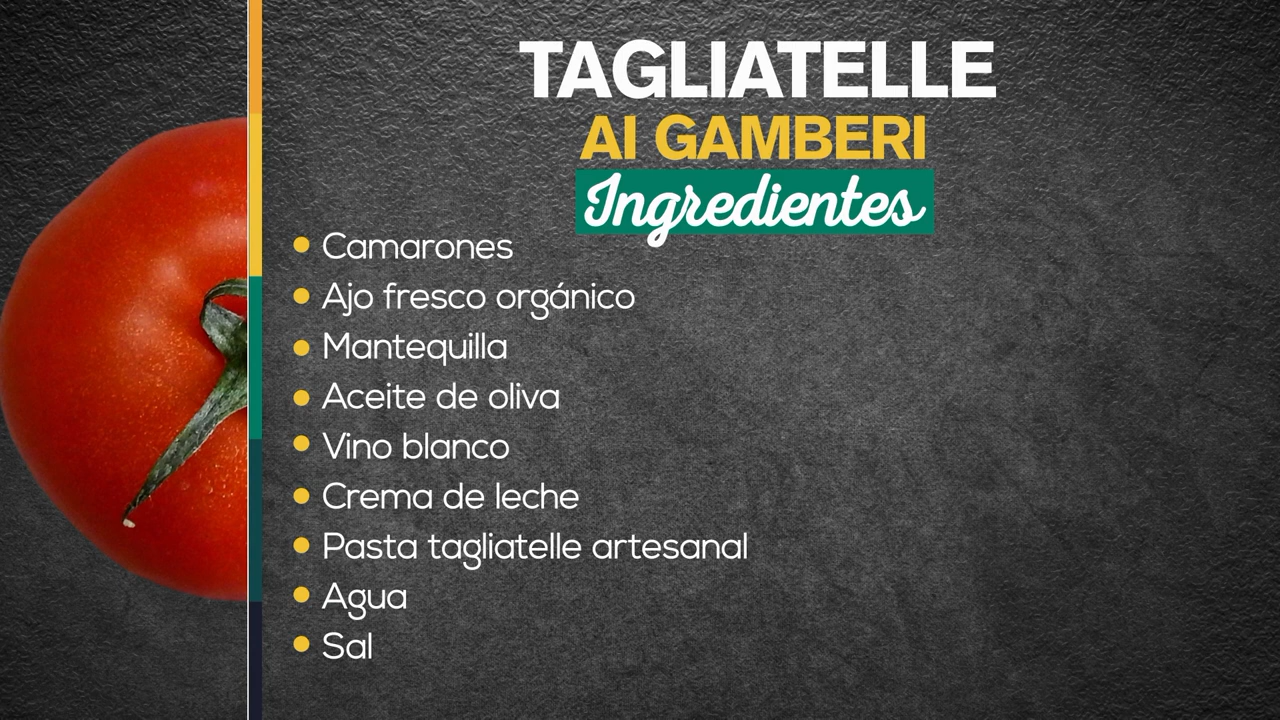 TAGLIATELLE
AI GAMBERI
Ingredientes
Camarones
Ajo fresco orgánico
Mantequilla
Aceite de oliva
Vino blanco
Crema de leche
Pasta tagliatelle artesanal
Agua
Sal